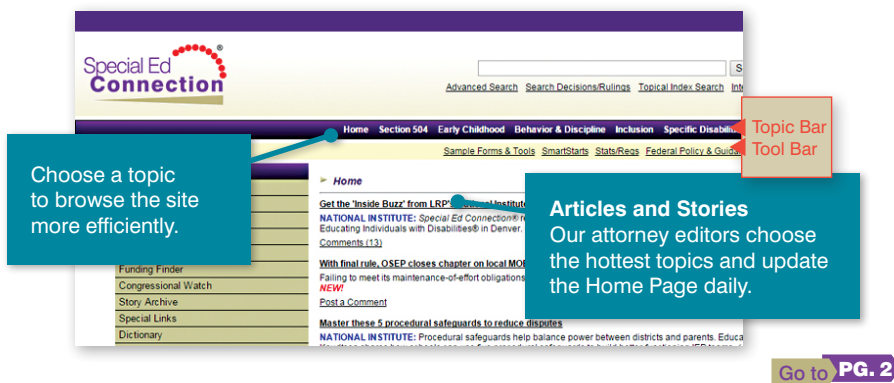 Special Ed
Connection®
Advanced Search Search Decisions/Rulings Topical Index Search
Home Section 504 Early Childhood Behavior & Discipline Inclusion Specific
Topic Bar
Sample Forms & Tools SmartStarts Stats/Regs Federal Policy &
Tool Bar
Choose a topic
to browse the site
more efficiently.
Home
Get the 'Inside Buzz' from LRP's
NATIONAL INSTITUTE: Special Ed Connection®
Educating Individuals with Disabilities® in Denver.
Comments (13)
With final rule, OSEP closes chapter on local
Failing to meet its maintenance-of-effort obligations
NEW!
Post a Comment
Master these 5 procedural safeguards to reduce disputes
NATIONAL INSTITUTE: Procedural safeguards help balance power between districts and parents.
Articles and Stories
Our attorney editors choose
the hottest topics and update
the Home Page daily.
Funding Finder
Congressional Watch
Story Archive
Special Links
Dictionary
Go to PG. 2